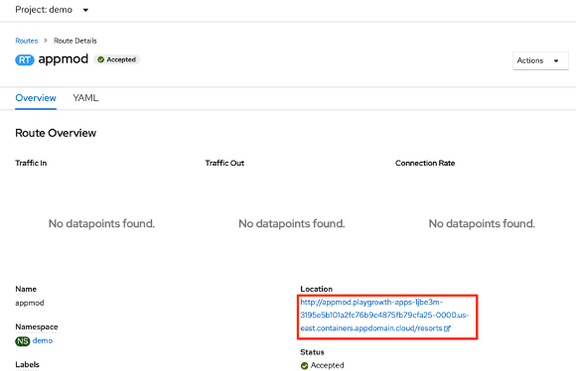 Project: demo
Routes > Route Details
RT appmod Accepted
Actions
Overview YAML
Route Overview
Traffic In Traffic Out Connection Rate
No datapoints found. No datapoints found. No datapoints found.
Name
appmod
Namespace
NS demo
Labels
Location
http://appmod.playgrowth-apps-1jbe3m-
3195e5b101a2fc76b9c4875fb79cfa25-0000.us-
east.containers.appdomain.cloud/resorts
Status
Accepted